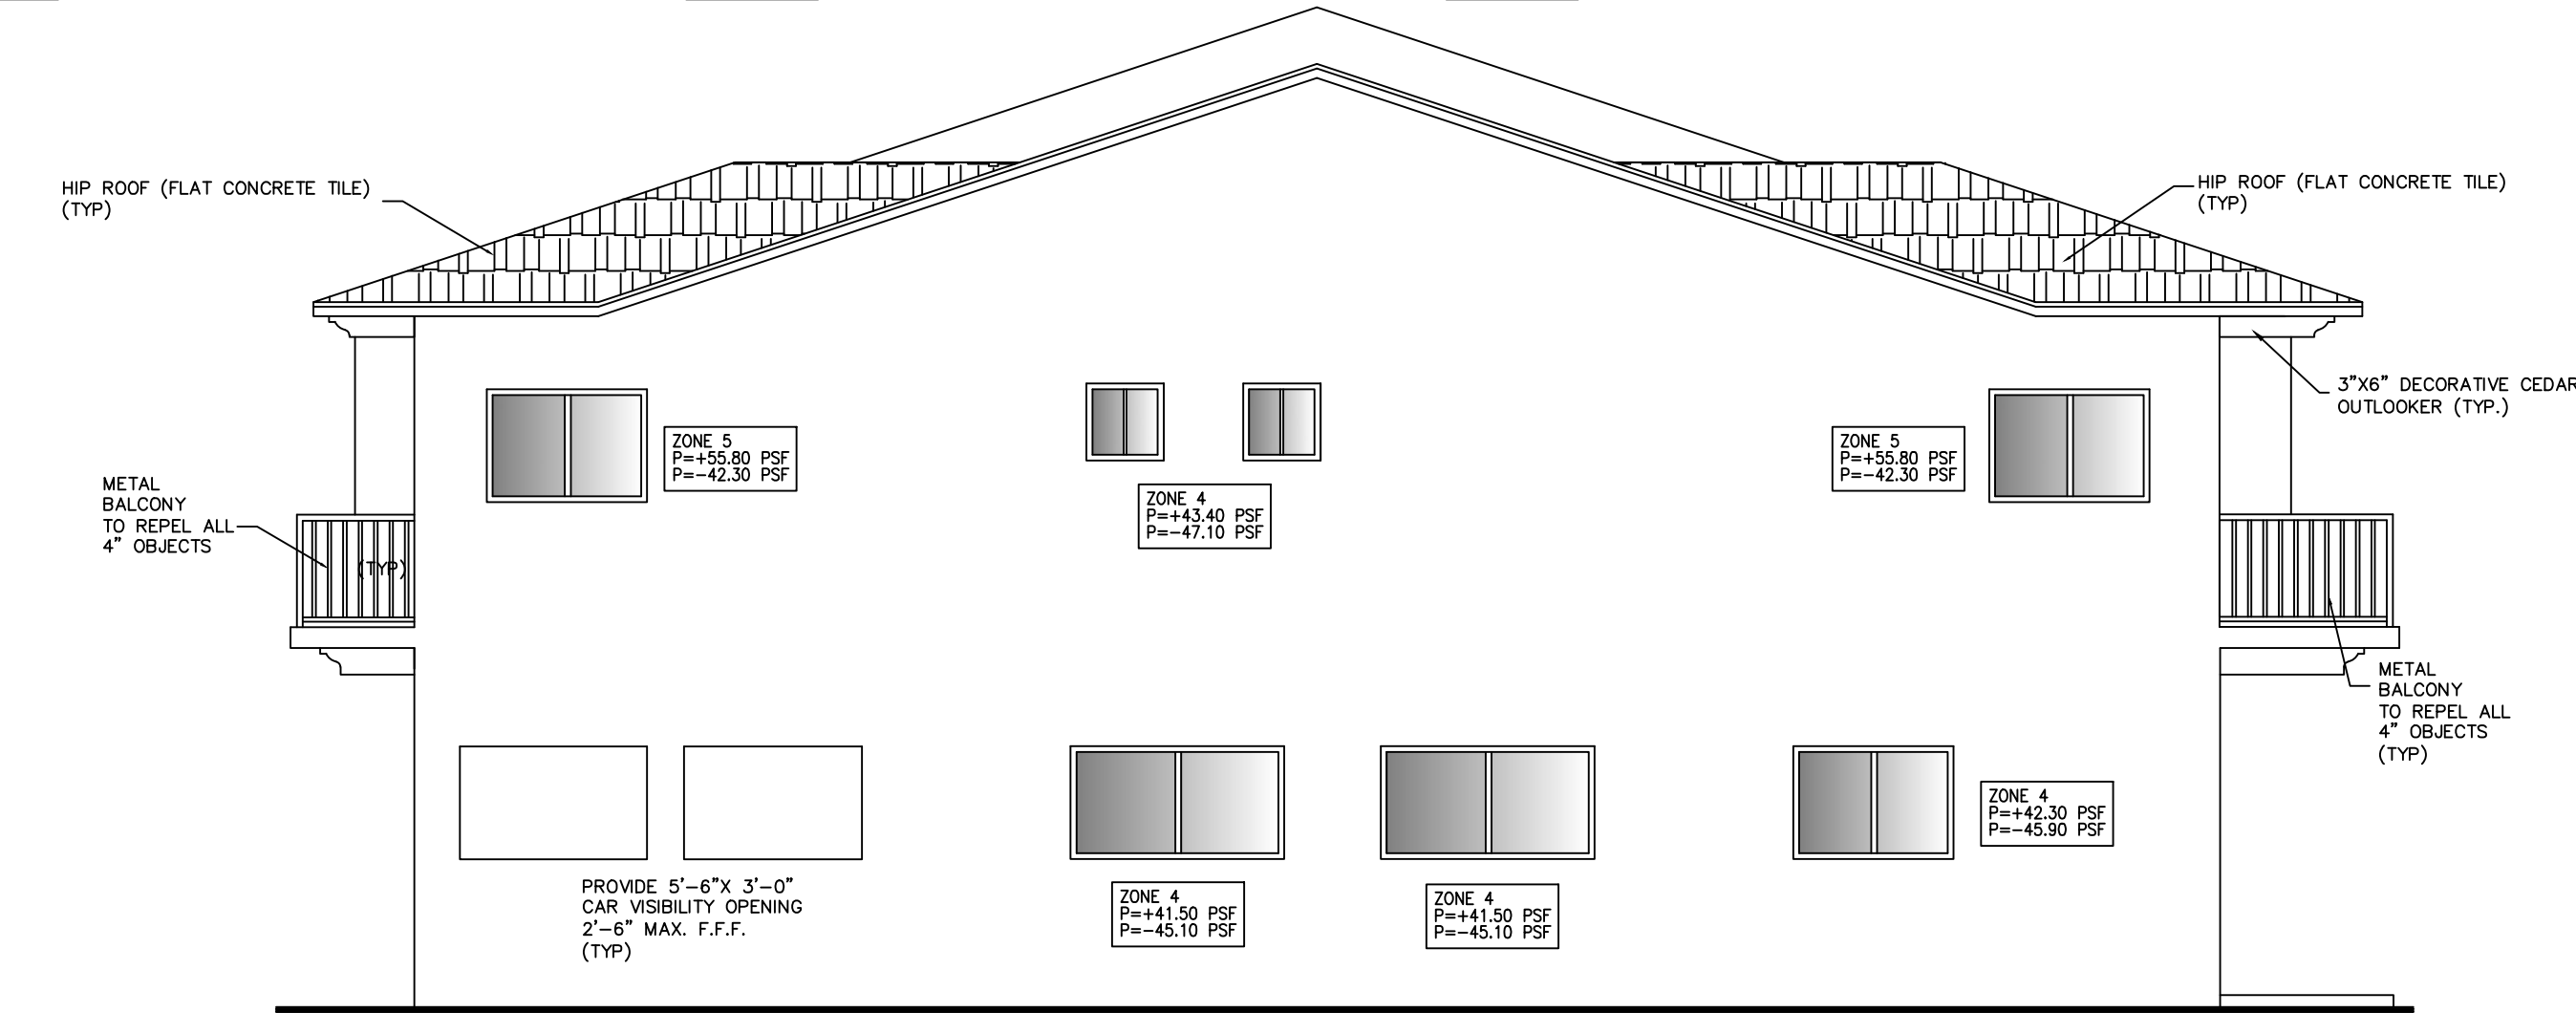 HIP ROOF (FLAT CONCRETE TILE)
(TYP)
HIP ROOF (FLAT CONCRETE TILE)
(TYP)
3"X6" DECORATIVE CEDAR
OUTLOOKER (TYP.)
ZONE 5
P=+55.80 PSF
P=-42.30 PSF
ZONE 4
P=+43.40 PSF
P=-47.10 PSF
ZONE 5
P=+55.80 PSF
P=-42.30 PSF
METAL
BALCONY
TO REPEL ALL
4" OBJECTS
(TYP)
METAL
BALCONY
TO REPEL ALL
4" OBJECTS
(TYP)
PROVIDE 5'-6"X 3'-0"
CAR VISIBILITY OPENING
2'-6" MAX. F.F.F.
(TYP)
ZONE 4
P=+41.50 PSF
P=-45.10 PSF
ZONE 4
P=+41.50 PSF
P=-45.10 PSF
ZONE 4
P=+42.30 PSF
P=-45.90 PSF